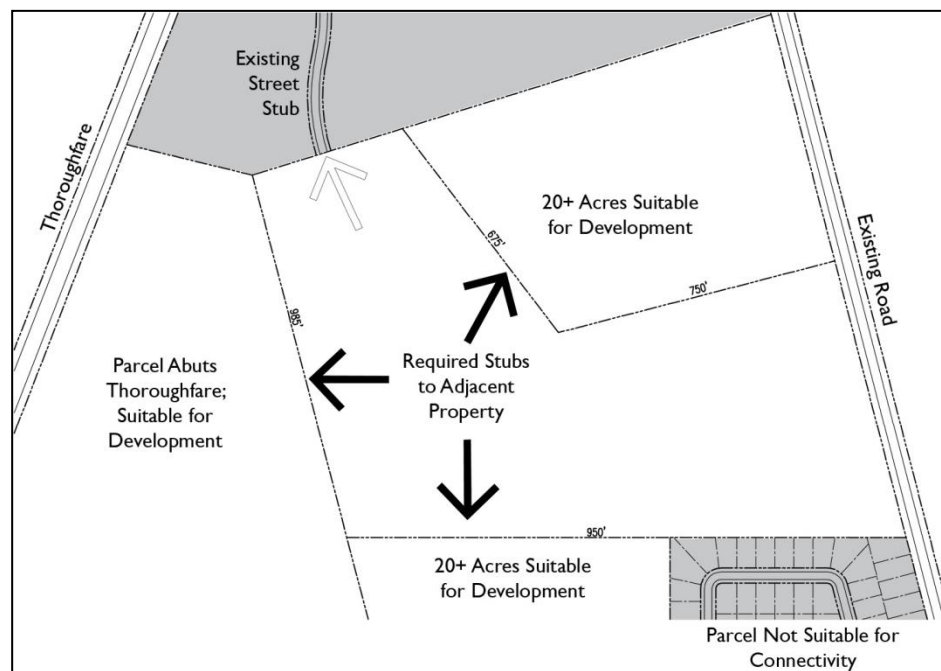 Existing
Street
Stub
Thoroughfare
20+ Acres Suitable
for Development
675'
750'
Existing Road
985'
Parcel Abuts
Thoroughfare;
Suitable for
Development
Required Stubs
to Adjacent
Property
950'
20+ Acres Suitable
for Development
Parcel Not Suitable for
Connectivity